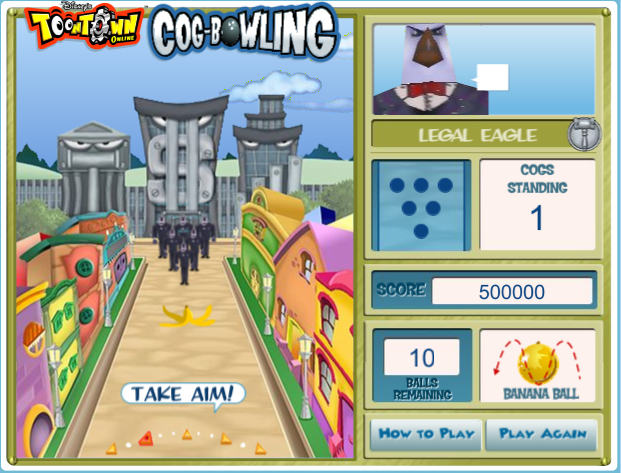 Disney's
TOONTOWN
ONLINE
COG-BOWLING
LEGAL EAGLE
COGS
STANDING
1
SCORE 500000
10
BALLS
REMAINING
BANANA BALL
TAKE AIM!
HOW TO PLAY
PLAY AGAIN